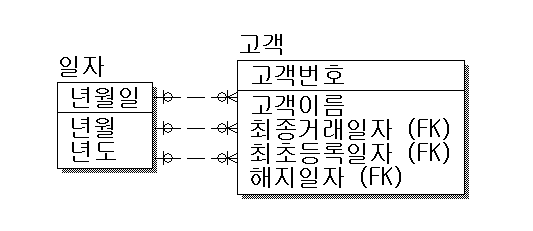 일자
년월일
년월
년도
고객
고객번호
고객이름
최종거래일자 (FK)
최초등록일자 (FK)
해지일자 (FK)